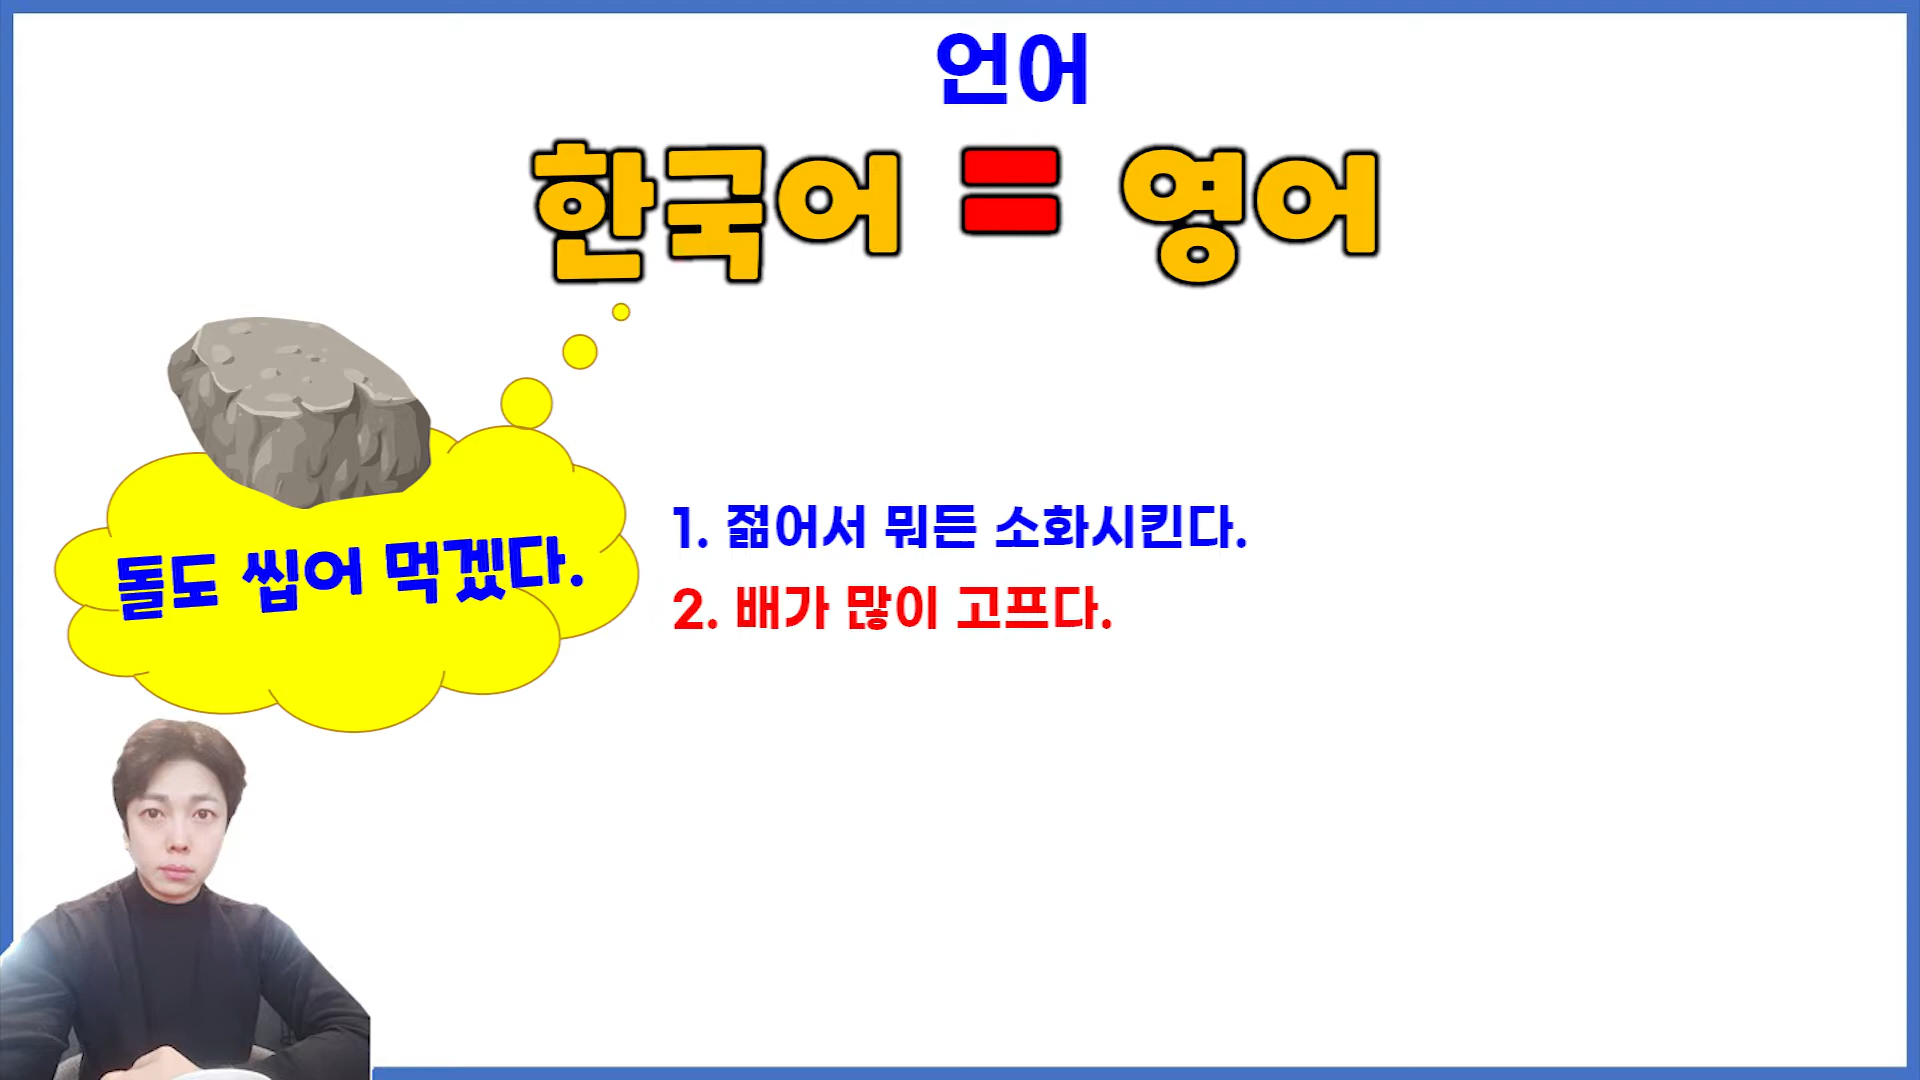 언어
한국어 = 영어
돌도 씹어 먹겠다.
1. 젊어서 뭐든 소화시킨다.
2. 배가 많이 고프다.